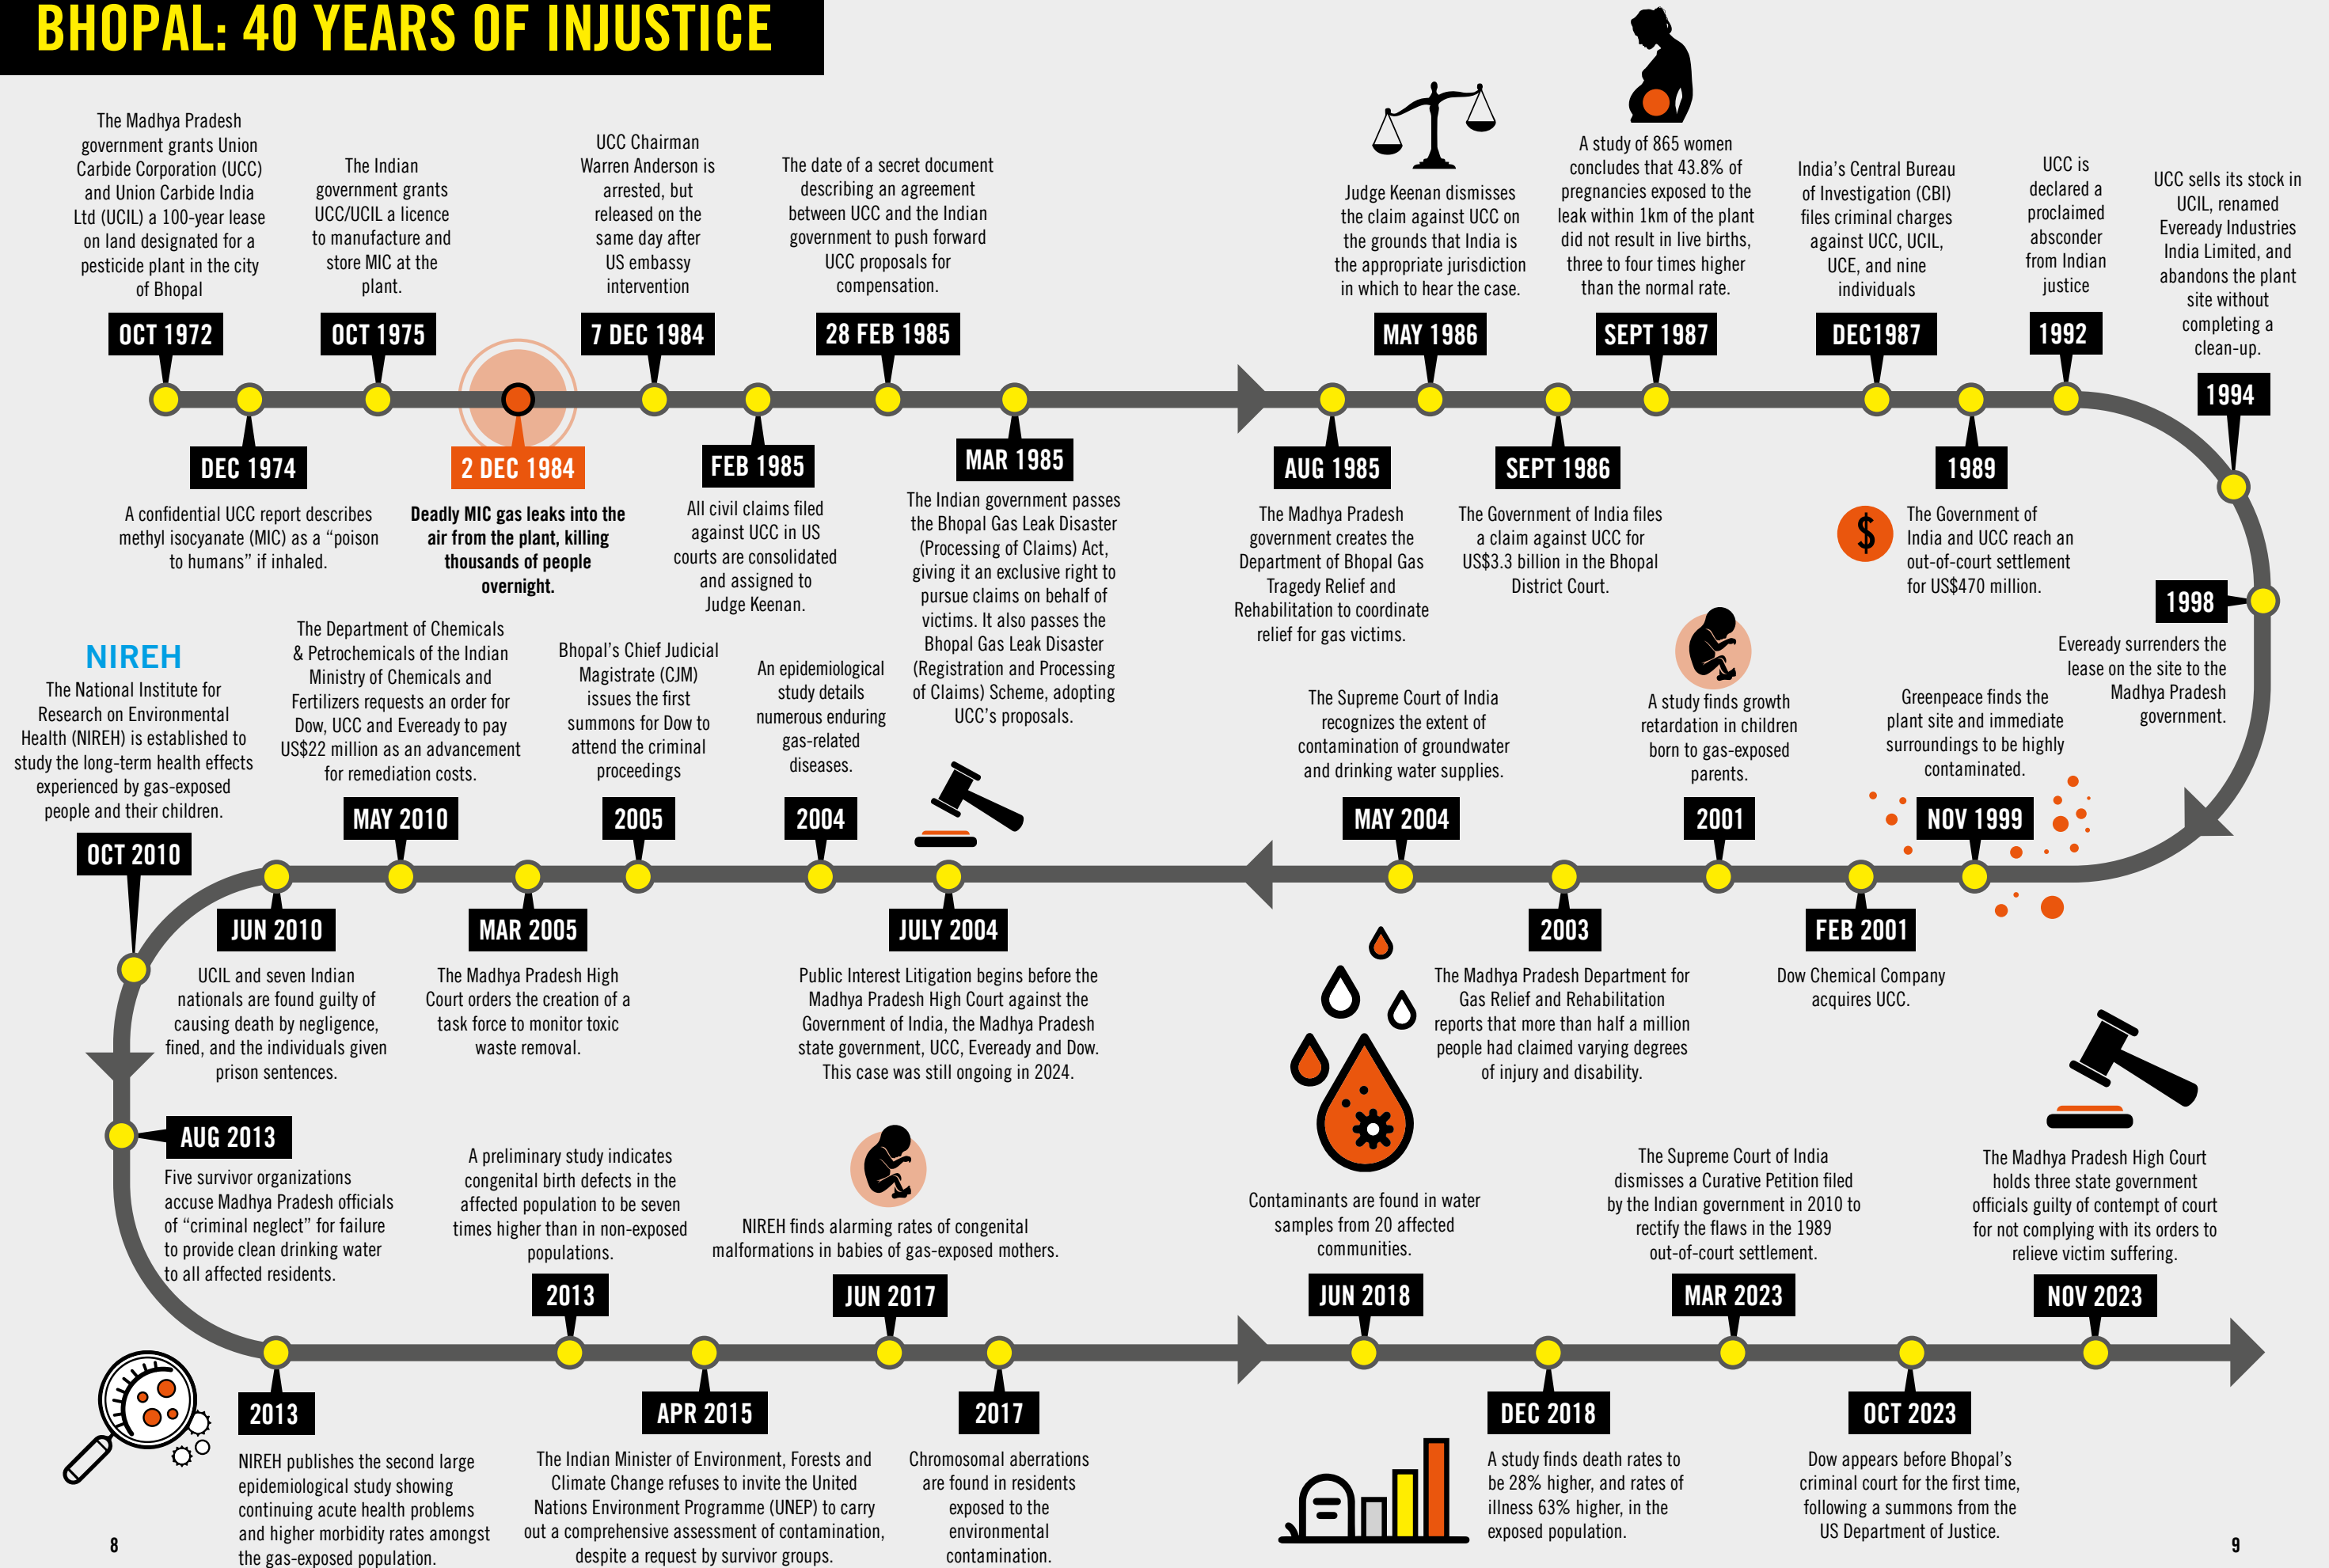 BHOPAL: 40 YEARS OF INJUSTICE
The Madhya Pradesh
government grants Union
Carbide Corporation (UCC)
and Union Carbide India
Ltd (UCIL) a 100-year lease
on land designated for a
pesticide plant in the city
of Bhopal
OCT 1972
DEC 1974
A confidential UCC report describes
methyl isocyanate (MIC) as a “poison
to humans” if inhaled.
The Indian
government grants
UCC/UCIL a licence
to manufacture and
store MIC at the
plant.
OCT 1975
2 DEC 1984
Deadly MIC gas leaks into the
air from the plant, killing
thousands of people
overnight.
UCC Chairman
Warren Anderson is
arrested, but
released on the
same day after
US embassy
intervention
7 DEC 1984
FEB 1985
All civil claims filed
against UCC in US
courts are consolidated
and assigned to
Judge Keenan.
The date of a secret document
describing an agreement
between UCC and the Indian
government to push forward
UCC proposals for
compensation.
28 FEB 1985
MAR 1985
The Indian government passes
the Bhopal Gas Leak Disaster
(Processing of Claims) Act,
giving it an exclusive right to
pursue claims on behalf of
victims. It also passes the
Bhopal Gas Leak Disaster
(Registration and Processing
of Claims) Scheme, adopting
UCC’s proposals.
AUG 1985
The Madhya Pradesh
government creates the
Department of Bhopal Gas
Tragedy Relief and
Rehabilitation to coordinate
relief for gas victims.
Judge Keenan dismisses
the claim against UCC on
the grounds that India is
the appropriate jurisdiction
in which to hear the case.
MAY 1986
SEPT 1986
The Government of India files
a claim against UCC for
US$3.3 billion in the Bhopal
District Court.
A study of 865 women
concludes that 43.8% of
pregnancies exposed to the
leak within 1km of the plant
did not result in live births,
three to four times higher
than the normal rate.
SEPT 1987
India’s Central Bureau
of Investigation (CBI)
files criminal charges
against UCC, UCIL,
UCE, and nine
individuals
DEC1987
1989
$
The Government of
India and UCC reach an
out-of-court settlement
for US$470 million.
UCC is
declared a
proclaimed
absconder
from Indian
justice
1992
UCC sells its stock in
UCIL, renamed
Eveready Industries
India Limited, and
abandons the plant
site without
completing a
clean-up.
1994
1998
Eveready surrenders the
lease on the site to the
Madhya Pradesh
government.
Greenpeace finds the
plant site and immediate
surroundings to be highly
contaminated.
NOV 1999
FEB 2001
Dow Chemical Company
acquires UCC.
A study finds growth
retardation in children
born to gas-exposed
parents.
2001
2003
The Madhya Pradesh Department for
Gas Relief and Rehabilitation
reports that more than half a million
people had claimed varying degrees
of injury and disability.
The Supreme Court of India
recognizes the extent of
contamination of groundwater
and drinking water supplies.
MAY 2004
JULY 2004
Public Interest Litigation begins before the
Madhya Pradesh High Court against the
Government of India, the Madhya Pradesh
state government, UCC, Eveready and Dow.
This case was still ongoing in 2024.
An epidemiological
study details
numerous enduring
gas-related
diseases.
2004
Bhopal’s Chief Judicial
Magistrate (CJM)
issues the first
summons for Dow to
attend the criminal
proceedings
2005
MAR 2005
The Madhya Pradesh High
Court orders the creation of a
task force to monitor toxic
waste removal.
The Department of Chemicals
& Petrochemicals of the Indian
Ministry of Chemicals and
Fertilizers requests an order for
Dow, UCC and Eveready to pay
US$22 million as an advancement
for remediation costs.
MAY 2010
JUN 2010
UCIL and seven Indian
nationals are found guilty of
causing death by negligence,
fined, and the individuals given
prison sentences.
NIREH
The National Institute for
Research on Environmental
Health (NIREH) is established to
study the long-term health effects
experienced by gas-exposed
people and their children.
OCT 2010
AUG 2013
Five survivor organizations
accuse Madhya Pradesh officials
of “criminal neglect” for failure
to provide clean drinking water
to all affected residents.
2013
NIREH publishes the second large
epidemiological study showing
continuing acute health problems
and higher morbidity rates amongst
the gas-exposed population.
A preliminary study indicates
congenital birth defects in the
affected population to be seven
times higher than in non-exposed
populations.
2013
APR 2015
The Indian Minister of Environment, Forests and
Climate Change refuses to invite the United
Nations Environment Programme (UNEP) to carry
out a comprehensive assessment of contamination,
despite a request by survivor groups.
NIREH finds alarming rates of congenital
malformations in babies of gas-exposed mothers.
JUN 2017
2017
Chromosomal aberrations
are found in residents
exposed to the
environmental
contamination.
Contaminants are found in water
samples from 20 affected
communities.
JUN 2018
DEC 2018
A study finds death rates to
be 28% higher, and rates of
illness 63% higher, in the
exposed population.
The Supreme Court of India
dismisses a Curative Petition filed
by the Indian government in 2010 to
rectify the flaws in the 1989
out-of-court settlement.
MAR 2023
OCT 2023
Dow appears before Bhopal’s
criminal court for the first time,
following a summons from the
US Department of Justice.
The Madhya Pradesh High Court
holds three state government
officials guilty of contempt of court
for not complying with its orders to
relieve victim suffering.
NOV 2023
8
9